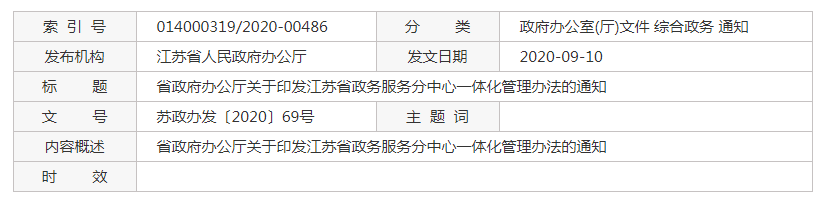 索 引 号 014000319/2020-00486 分 类 政府办公室(厅)文件 综合政务 通知
发布机构 江苏省人民政府办公厅 发文日期 2020-09-10
标 题 省政府办公厅关于印发江苏省政务服务分中心一体化管理办法的通知
文 号 苏政办发〔2020〕69号 主 题 词
内容概述 省政府办公厅关于印发江苏省政务服务分中心一体化管理办法的通知
时 效